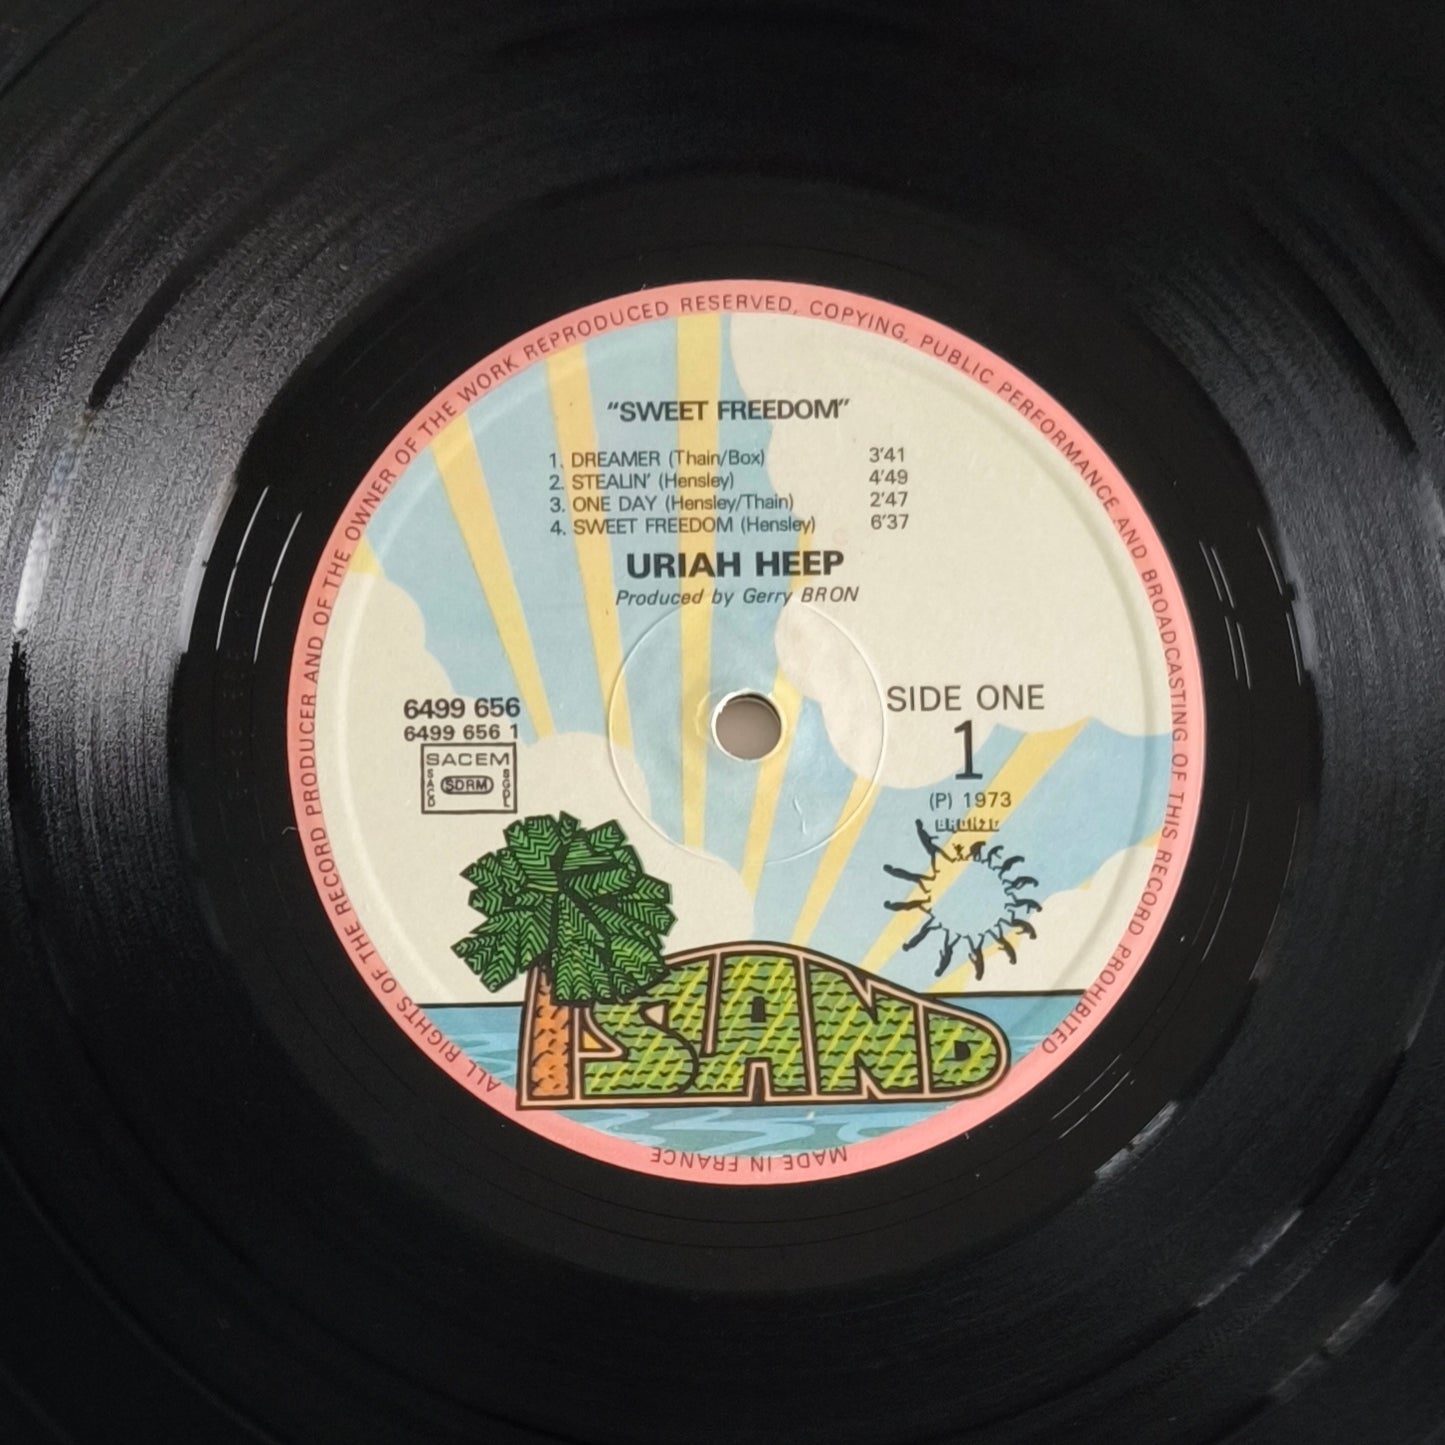 ALL RIGHTS OF THE RECORD PRODUCER AND OF THE OWNER OF THE WORK REPRODUCED RESERVED, COPYING, PUBLIC PERFORMANCE AND BROADCASTING OF THIS RECORD PROHIBITED
"SWEET FREEDOM"
1. DREAMER (Thain/Box) 3'41
2. STEALIN' (Hensley) 4'49
3. ONE DAY (Hensley/Thain) 2'47
4. SWEET FREEDOM (Hensley) 6'37
URIAH HEEP
Produced by Gerry BRON
6499 656
6499 656 1
SACEM
SACD SDRM SGDL
SIDE ONE
1
(P) 1973
BRONZE
ISLAND
MADE IN FRANCE